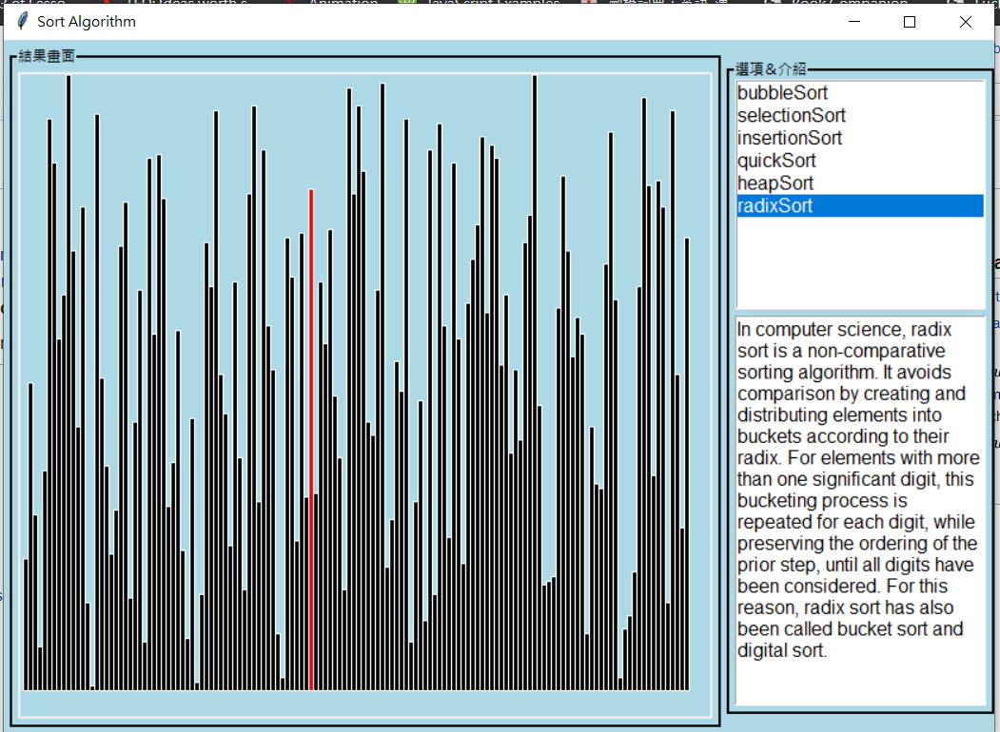 Sort Algorithm
結果畫面
選項＆介紹
bubbleSort
selectionSort
insertionSort
quickSort
heapSort
radixSort
In computer science, radix
sort is a non-comparative
sorting algorithm. It avoids
comparison by creating and
distributing elements into
buckets according to their
radix. For elements with more
than one significant digit, this
bucketing process is
repeated for each digit, while
preserving the ordering of the
prior step, until all digits have
been considered. For this
reason, radix sort has also
been called bucket sort and
digital sort.